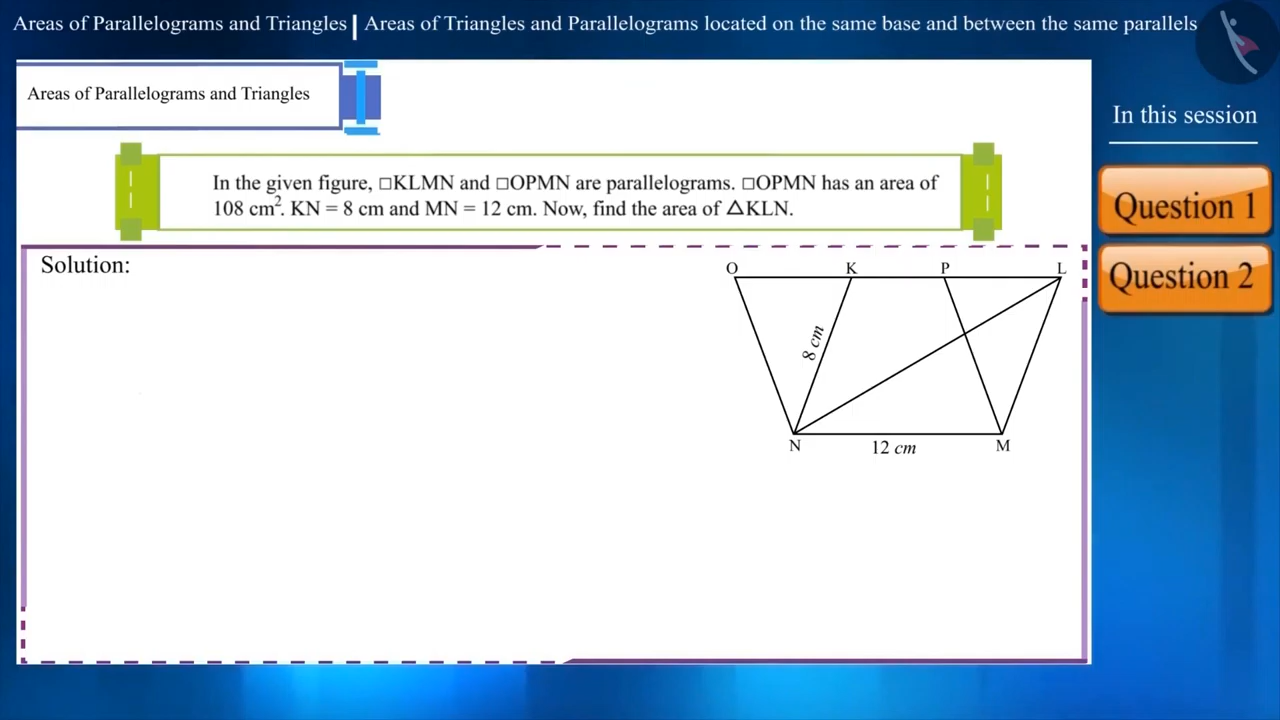 Areas of Parallelograms and Triangles | Areas of Triangles and Parallelograms located on the same base and between the same parallels
Areas of Parallelograms and Triangles
In this session
In the given figure, □KLMN and □OPMN are parallelograms. □OPMN has an area of
108 cm². KN = 8 cm and MN = 12 cm. Now, find the area of △KLN.
Question 1
Question 2
Solution:
O K P L
8 cm
N M
12 cm